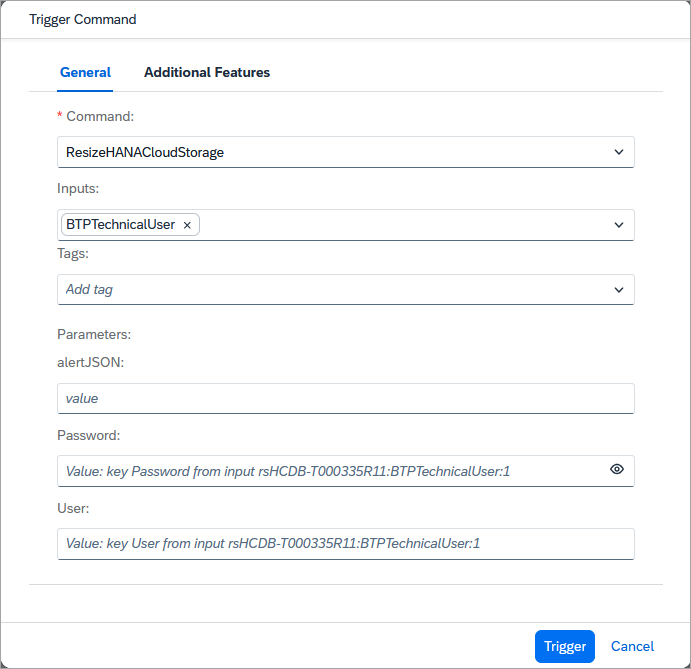 Trigger Command
General Additional Features
* Command:
ResizeHANACloudStorage
Inputs:
BTPTechnicalUser ×
Tags:
Add tag
Parameters:
alertJSON:
value
Password:
Value: key Password from input rsHCDB-T000335R11:BTPTechnicalUser:1
User:
Value: key User from input rsHCDB-T000335R11:BTPTechnicalUser:1
Trigger Cancel